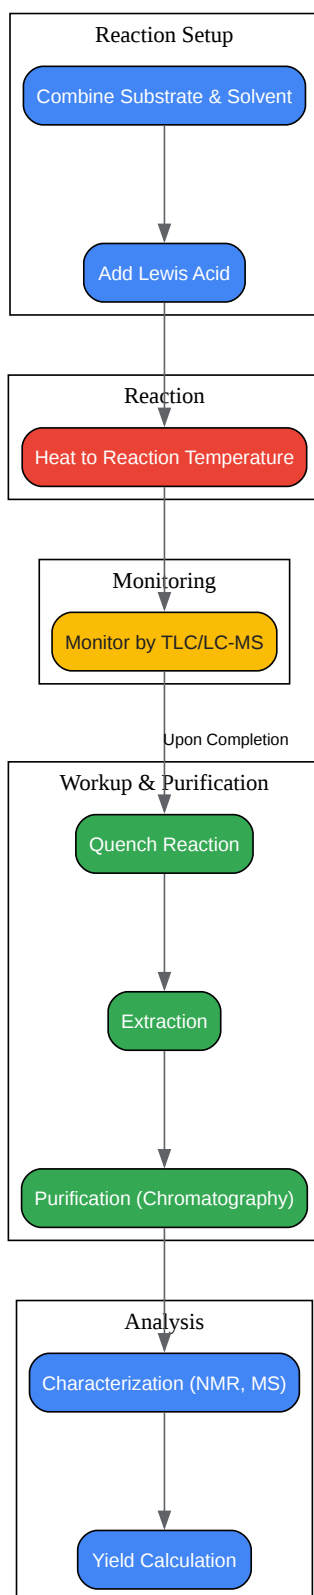 Reaction Setup
Combine Substrate & Solvent
Add Lewis Acid
Reaction
Heat to Reaction Temperature
Monitoring
Monitor by TLC/LC-MS
Upon Completion
Workup & Purification
Quench Reaction
Extraction
Purification (Chromatography)
Analysis
Characterization (NMR, MS)
Yield Calculation